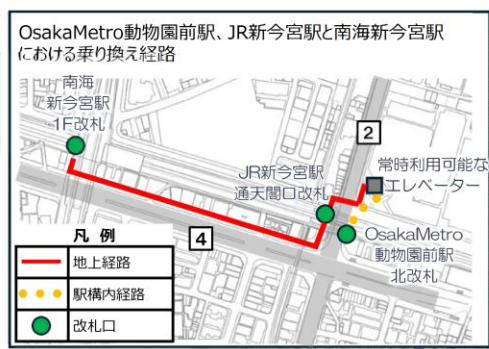 OsakaMetro動物園前駅、JR新今宮駅と南海新今宮駅
における乗り換え経路
南海
新今宮駅
1F改札
2
常時利用可能な
エレベーター
JR新今宮駅
通天閣口改札
OsakaMetro
動物園前駅
北改札
4
凡 例
地上経路
駅構内経路
改札口